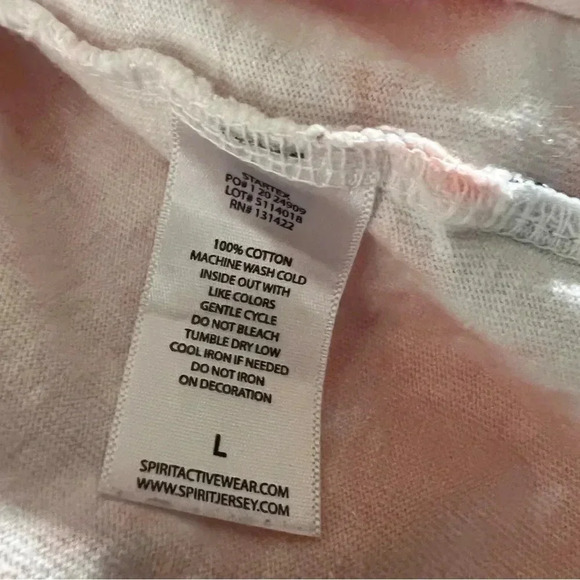 STARTEX
PO# 1 20 24909
LOT# 5114018
RN# 131422
100% COTTON
MACHINE WASH COLD
INSIDE OUT WITH
LIKE COLORS
GENTLE CYCLE
DO NOT BLEACH
TUMBLE DRY LOW
COOL IRON IF NEEDED
DO NOT IRON
ON DECORATION
L
SPIRITACTIVEWEAR.COM
WWW.SPIRITJERSEY.COM